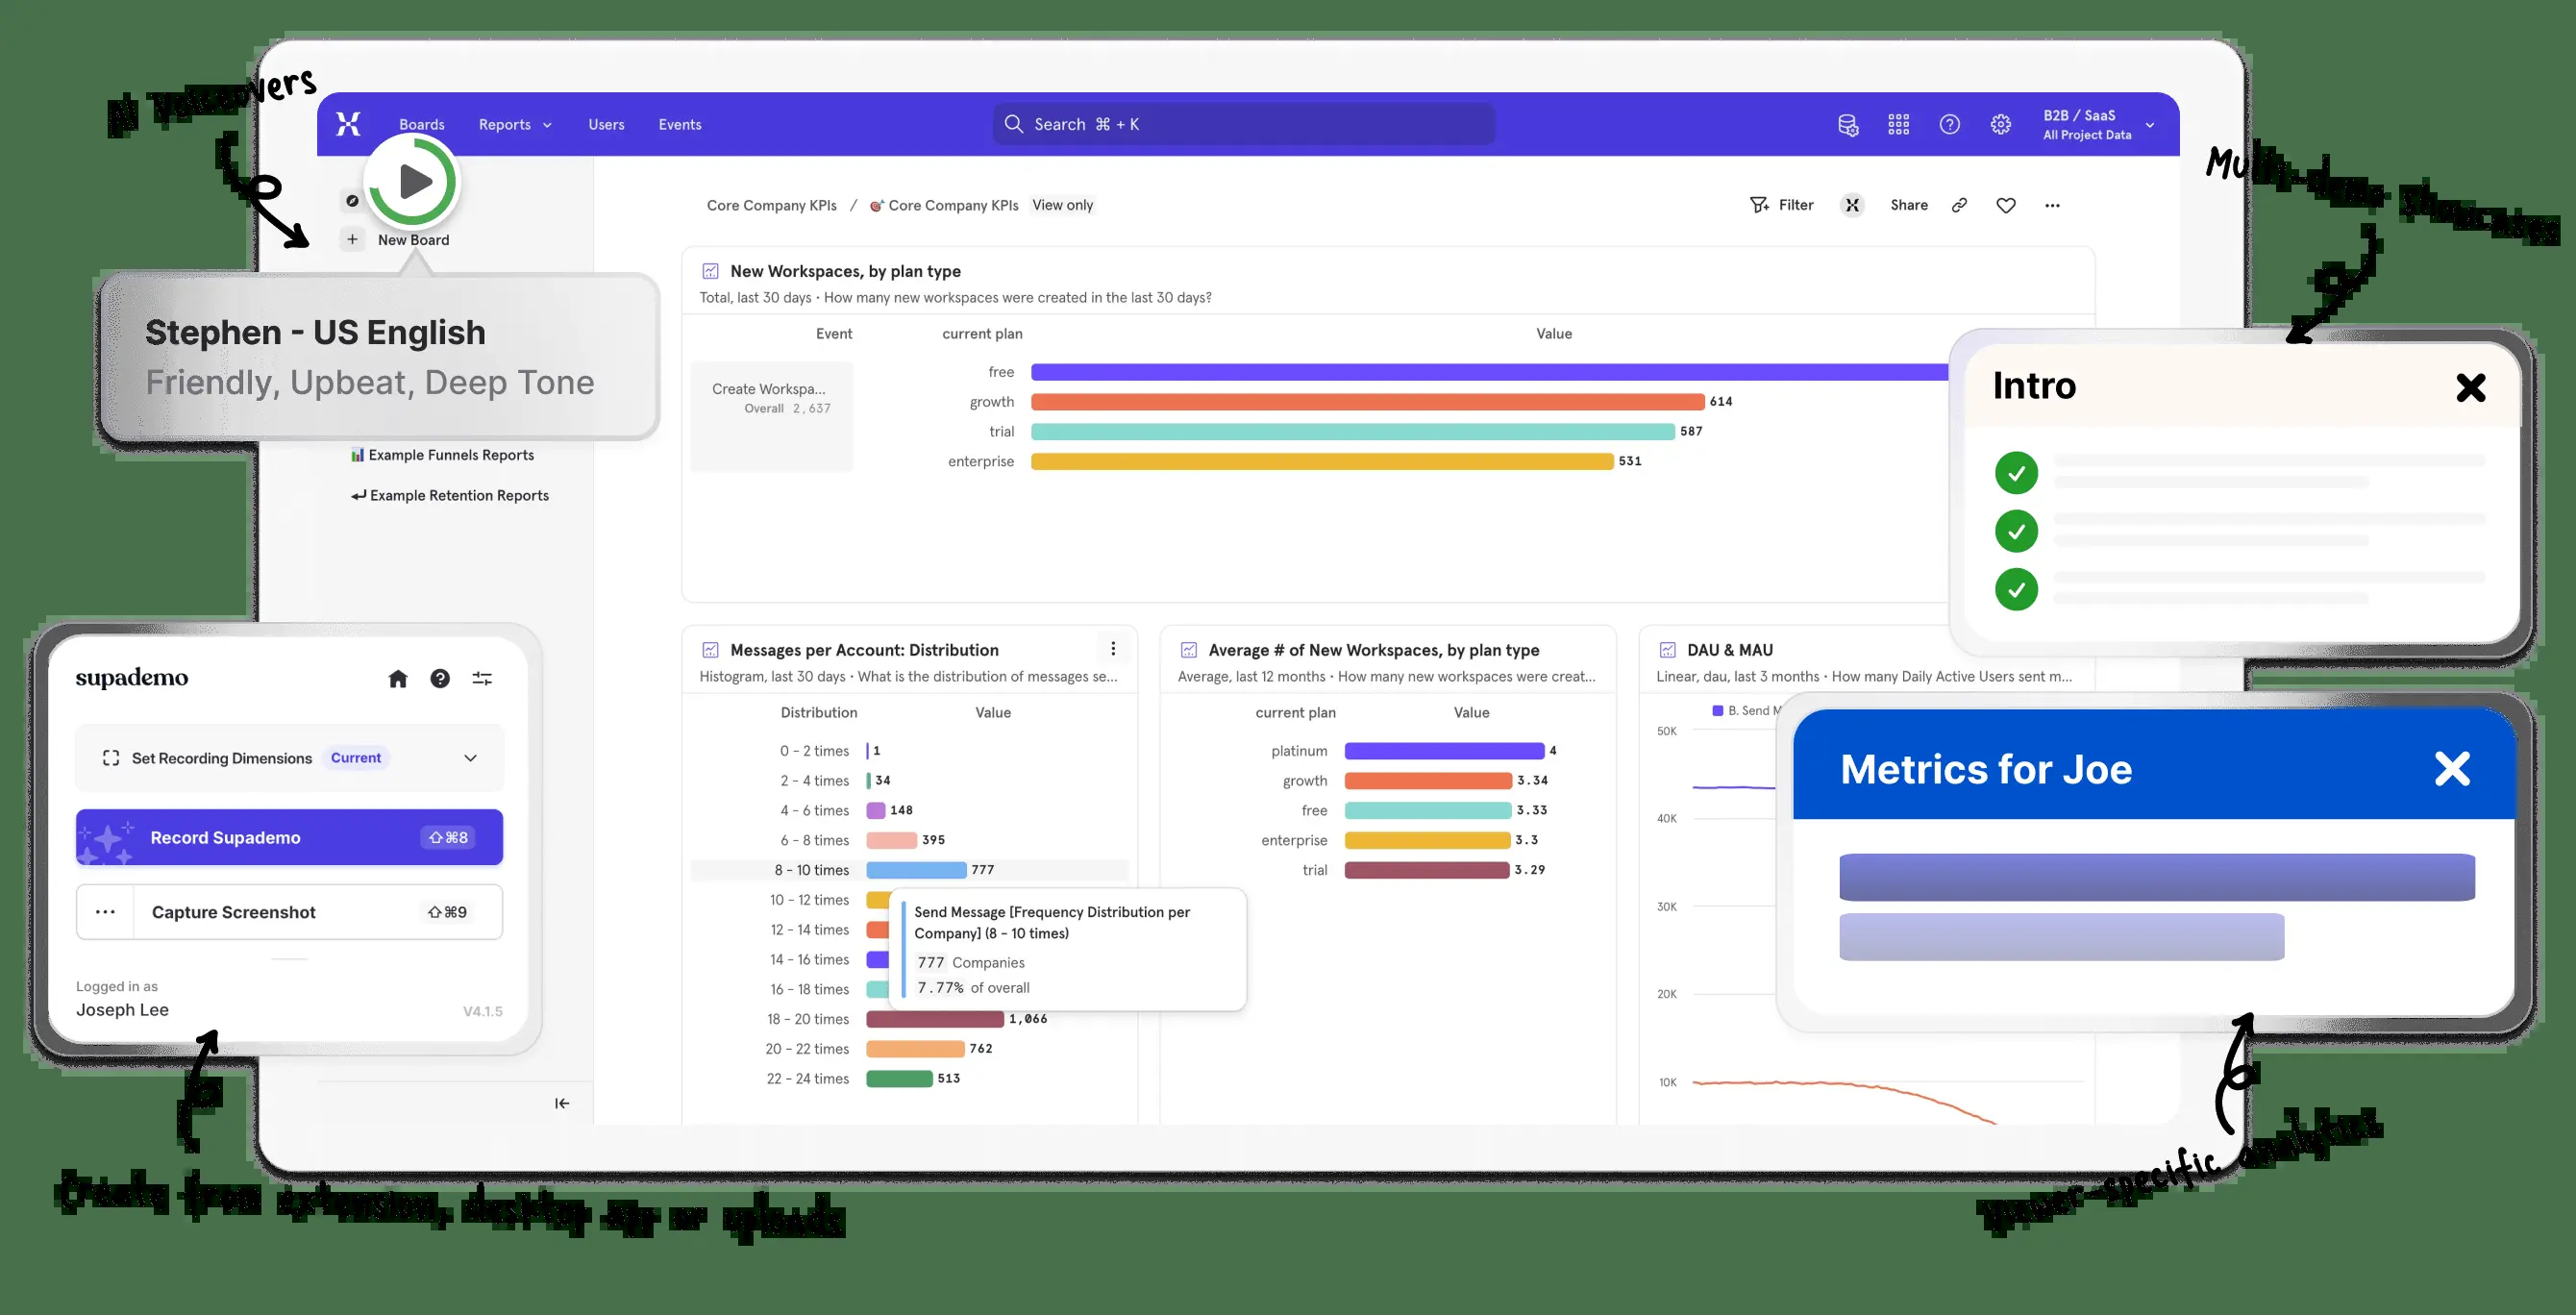 AI Voiceovers
Boards
Reports
Users
Events
Search ⌘ + K
B2B / SaaS
All Project Data
Multi-demo showcases
New Board
Core Company KPIs / Core Company KPIs View only
Filter
Share
Stephen - US English
Friendly, Upbeat, Deep Tone
Example Funnels Reports
Example Retention Reports
New Workspaces, by plan type
Total, last 30 days • How many new workspaces were created in the last 30 days?
Event current plan Value
Create Workspa...
Overall 2,637
free
growth 614
trial 587
enterprise 531
Intro
supademo
Set Recording Dimensions Current
Record Supademo ⇧⌘8
Capture Screenshot ⇧⌘9
Logged in as
Joseph Lee
V4.1.5
Messages per Account: Distribution
Histogram, last 30 days • What is the distribution of messages se...
Distribution Value
0 - 2 times 1
2 - 4 times 34
4 - 6 times 148
6 - 8 times 395
8 - 10 times 777
10 - 12 times
12 - 14 times
14 - 16 times
16 - 18 times
18 - 20 times 1,066
20 - 22 times 762
22 - 24 times 513
Send Message [Frequency Distribution per
Company] (8 - 10 times)
777 Companies
7.77% of overall
Average # of New Workspaces, by plan type
Average, last 12 months • How many new workspaces were creat...
current plan Value
platinum 4
growth 3.34
free 3.33
enterprise 3.3
trial 3.29
DAU & MAU
Linear, dau, last 3 months • How many Daily Active Users sent m...
B. Send M
50K
40K
30K
20K
10K
Metrics for Joe
Create from extension, desktop app or uploads
viewer-specific analytics